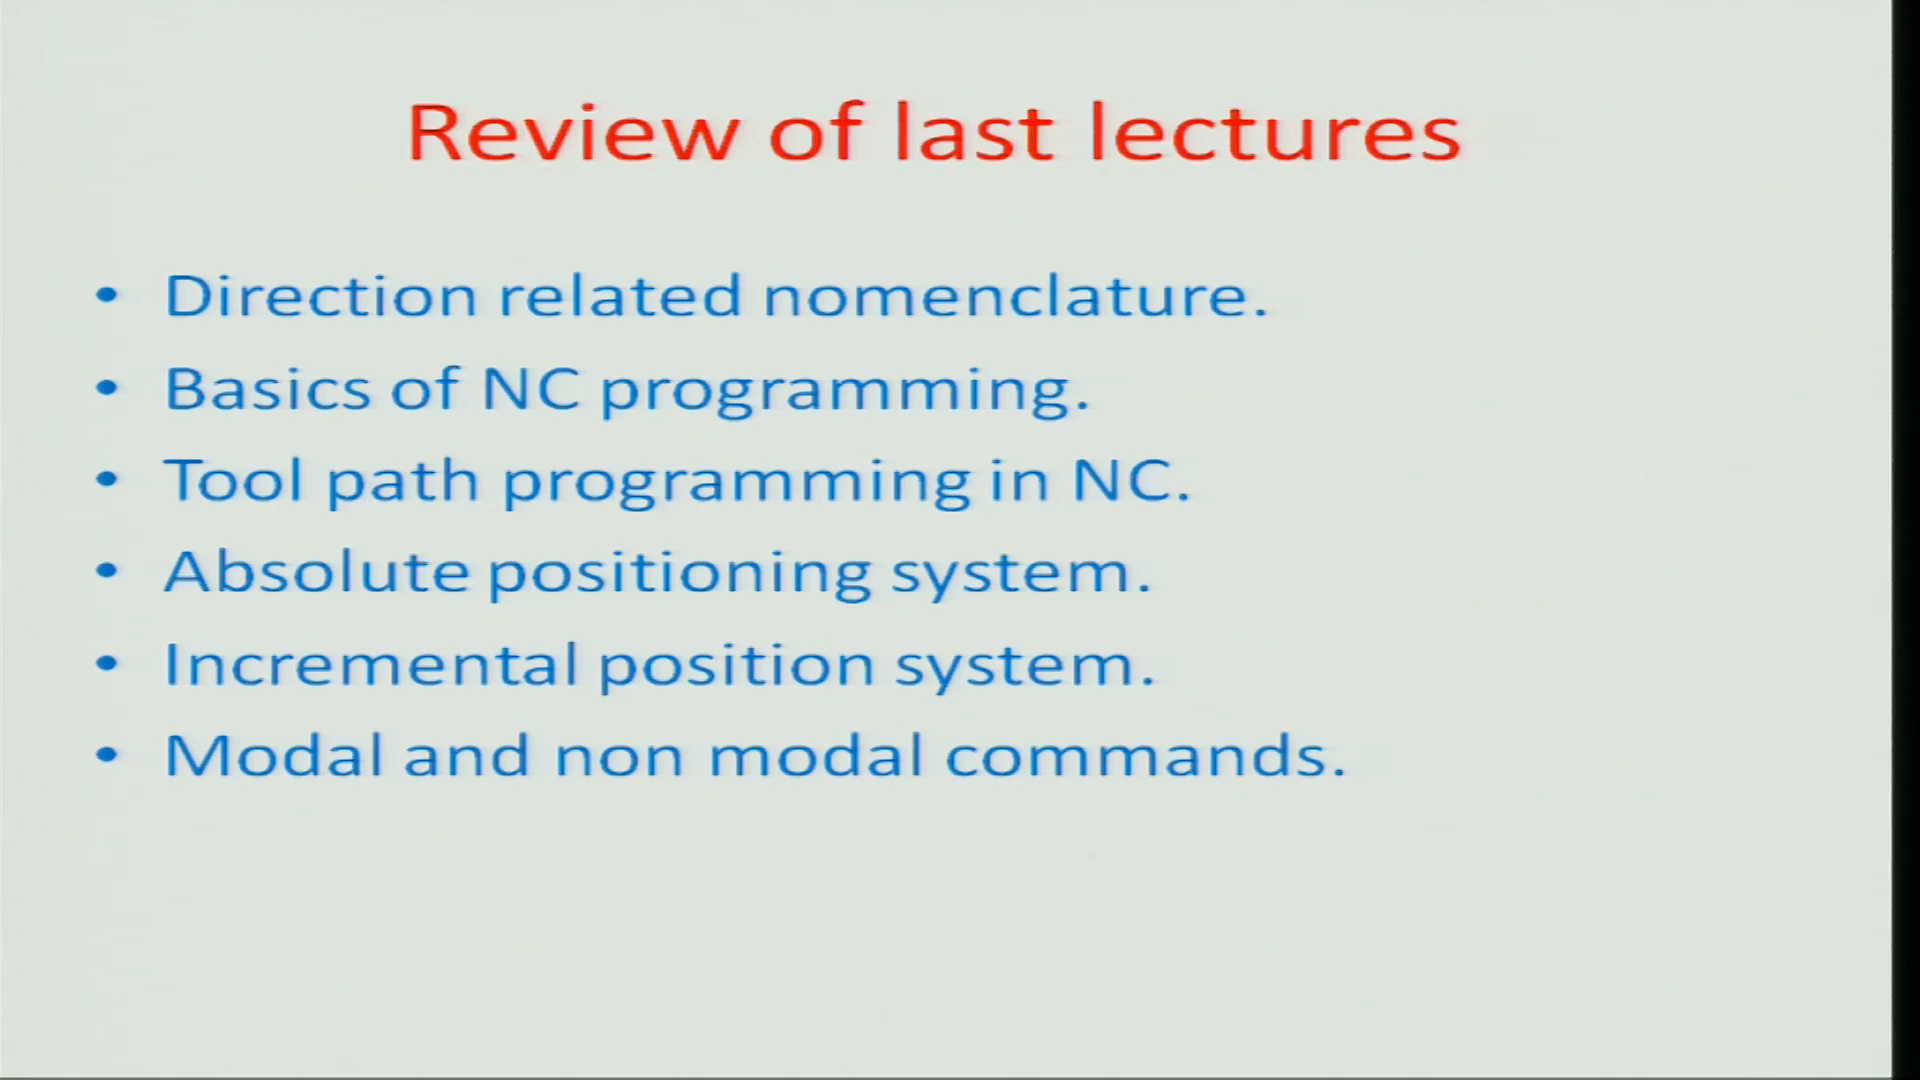 Review of last lectures
• Direction related nomenclature.
• Basics of NC programming.
• Tool path programming in NC.
• Absolute positioning system.
• Incremental position system.
• Modal and non modal commands.